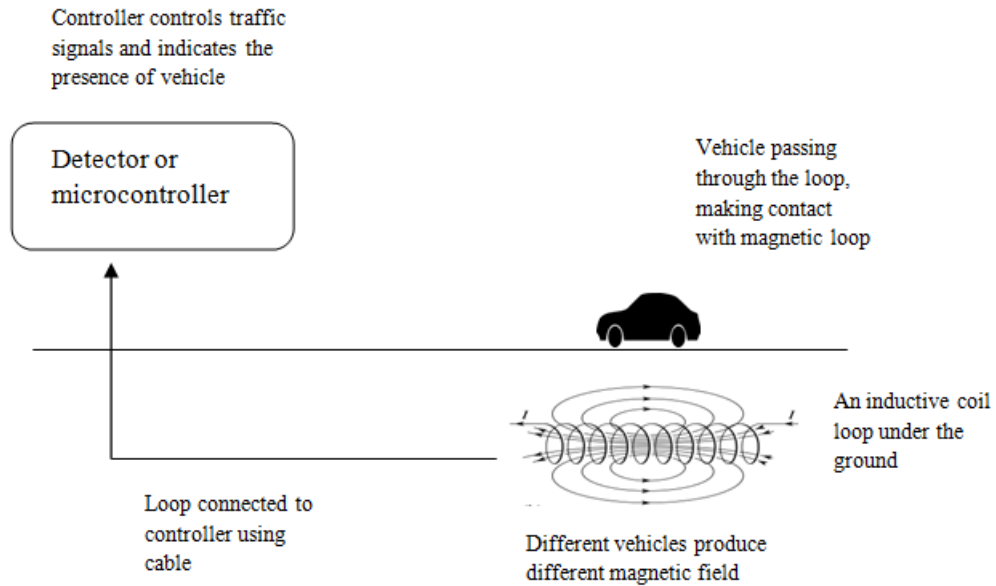 Controller controls traffic
signals and indicates the
presence of vehicle
Detector or
microcontroller
Vehicle passing
through the loop,
making contact
with magnetic loop
I
I
An inductive coil
loop under the
ground
Loop connected to
controller using
cable
Different vehicles produce
different magnetic field